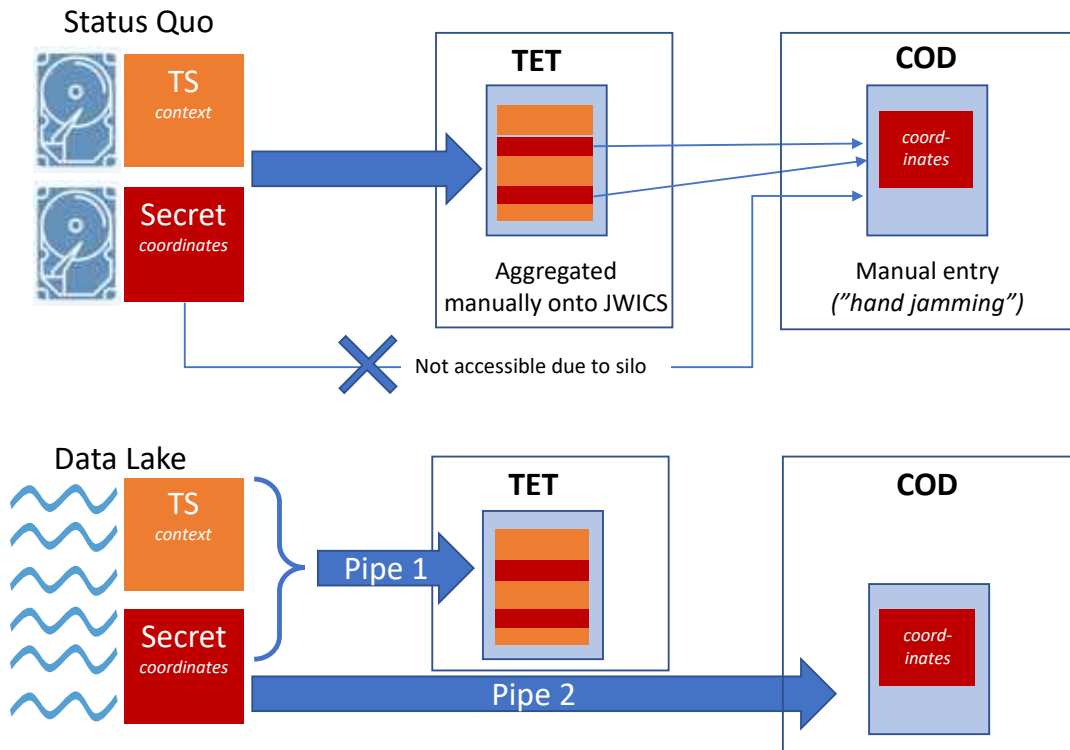 Status Quo
TS
context
Secret
coordinates
TET
Aggregated
manually onto JWICS
COD
coord-
inates
Manual entry
(”hand jamming”)
Not accessible due to silo
Data Lake
TS
context
Secret
coordinates
Pipe 1
TET
Pipe 2
COD
coord-
inates